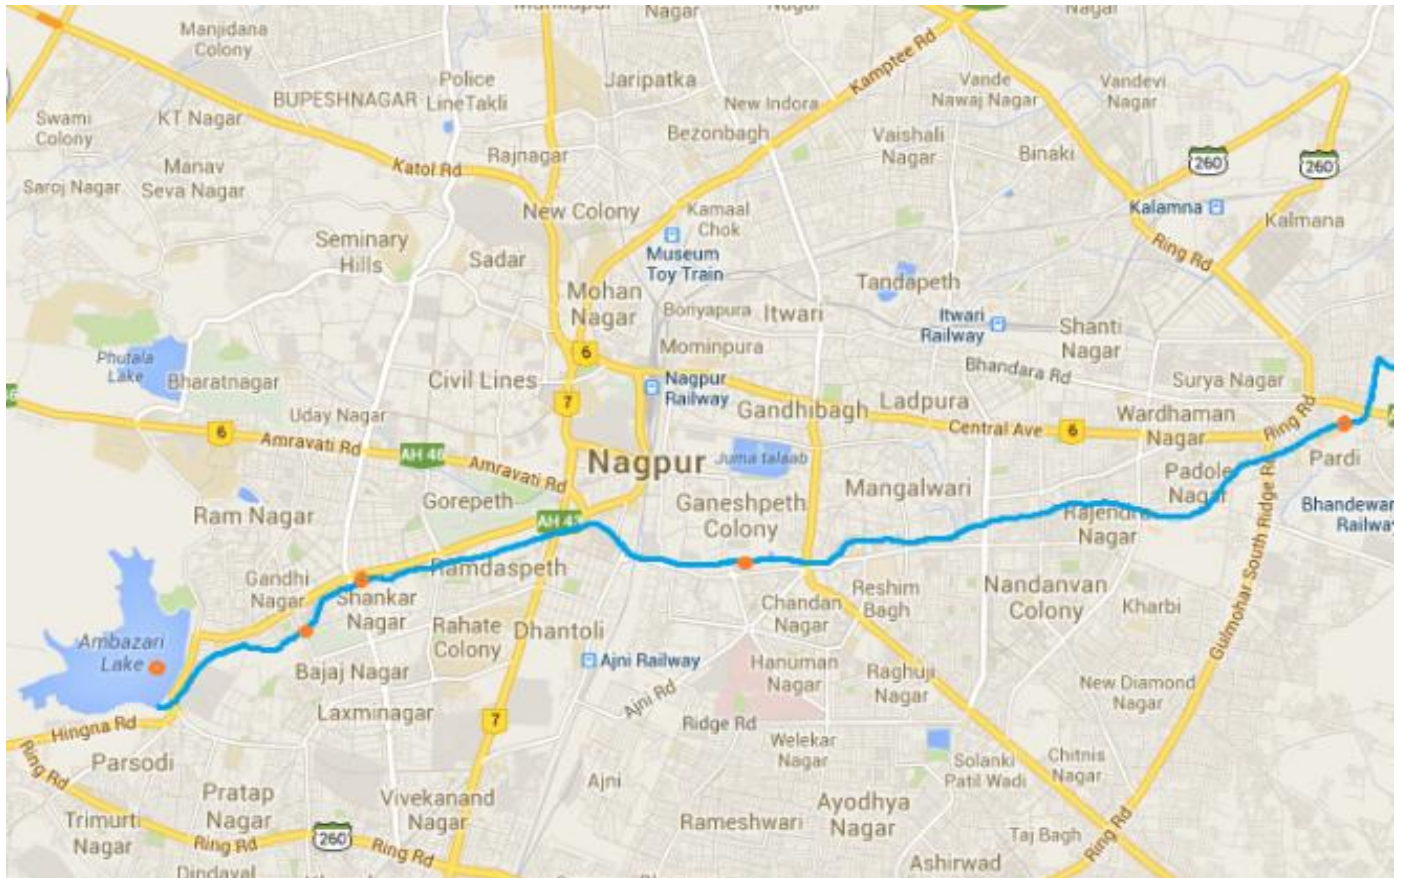 Nagar
Nagar
Nagar
Manjidana
Colony
Kamptee Rd
Police
LineTakli
Jaripatka
Vande
Nawaj Nagar
Vandevi
Nagar
BUPESHNAGAR
New Indora
Swami
Colony
KT Nagar
Bezonbagh
Vaishali
Nagar
Binaki
260
260
Rajnagar
Katol Rd
Manav
Seva Nagar
Saroj Nagar
New Colony
Kamaal
Chok
Kalamna
Kalmana
Seminary
Hills
Sadar
Museum
Toy Train
Ring Rd
Tandapeth
Mohan
Nagar
Boriyapura
Itwari
Itwari
Railway
Shanti
Nagar
6
Mominpura
Phutala
Lake
Bharatnagar
Civil Lines
Nagpur
Railway
Bhandara Rd
Surya Nagar
7
Gandhibagh
Ladpura
Uday Nagar
Wardhaman
Nagar
Ring Rd
6
Amravati Rd
AH 46
Amravati Rd
Central Ave
6
Nagpur
Juma talaab
Padole
Nagar
Pardi
Gorepeth
Ganeshpeth
Colony
Mangalwari
Ram Nagar
AH 43
Rajendra
Nagar
Bhandewar
Railway
Gandhi
Nagar
Ramdaspeth
Shankar
Nagar
Reshim
Bagh
Nandanvan
Colony
Kharbi
Gulmohar South Ridge Rd
Chandan
Nagar
Rahate
Colony
Dhantoli
Ambazari
Lake
Bajaj Nagar
Ajni Railway
Hanuman
Nagar
Raghuji
Nagar
New Diamond
Nagar
Laxminagar
Ajni Rd
Hingna Rd
7
Ridge Rd
Welekar
Nagar
Parsodi
Ring Rd
Ajni
Solanki
Patil Wadi
Chitnis
Nagar
Pratap
Nagar
Vivekanand
Nagar
Ayodhya
Nagar
Trimurti
Nagar
Ring Rd
260
Ring Rd
Rameshwari
Taj Bagh
Ring Rd
Ashirwad
Dindayal